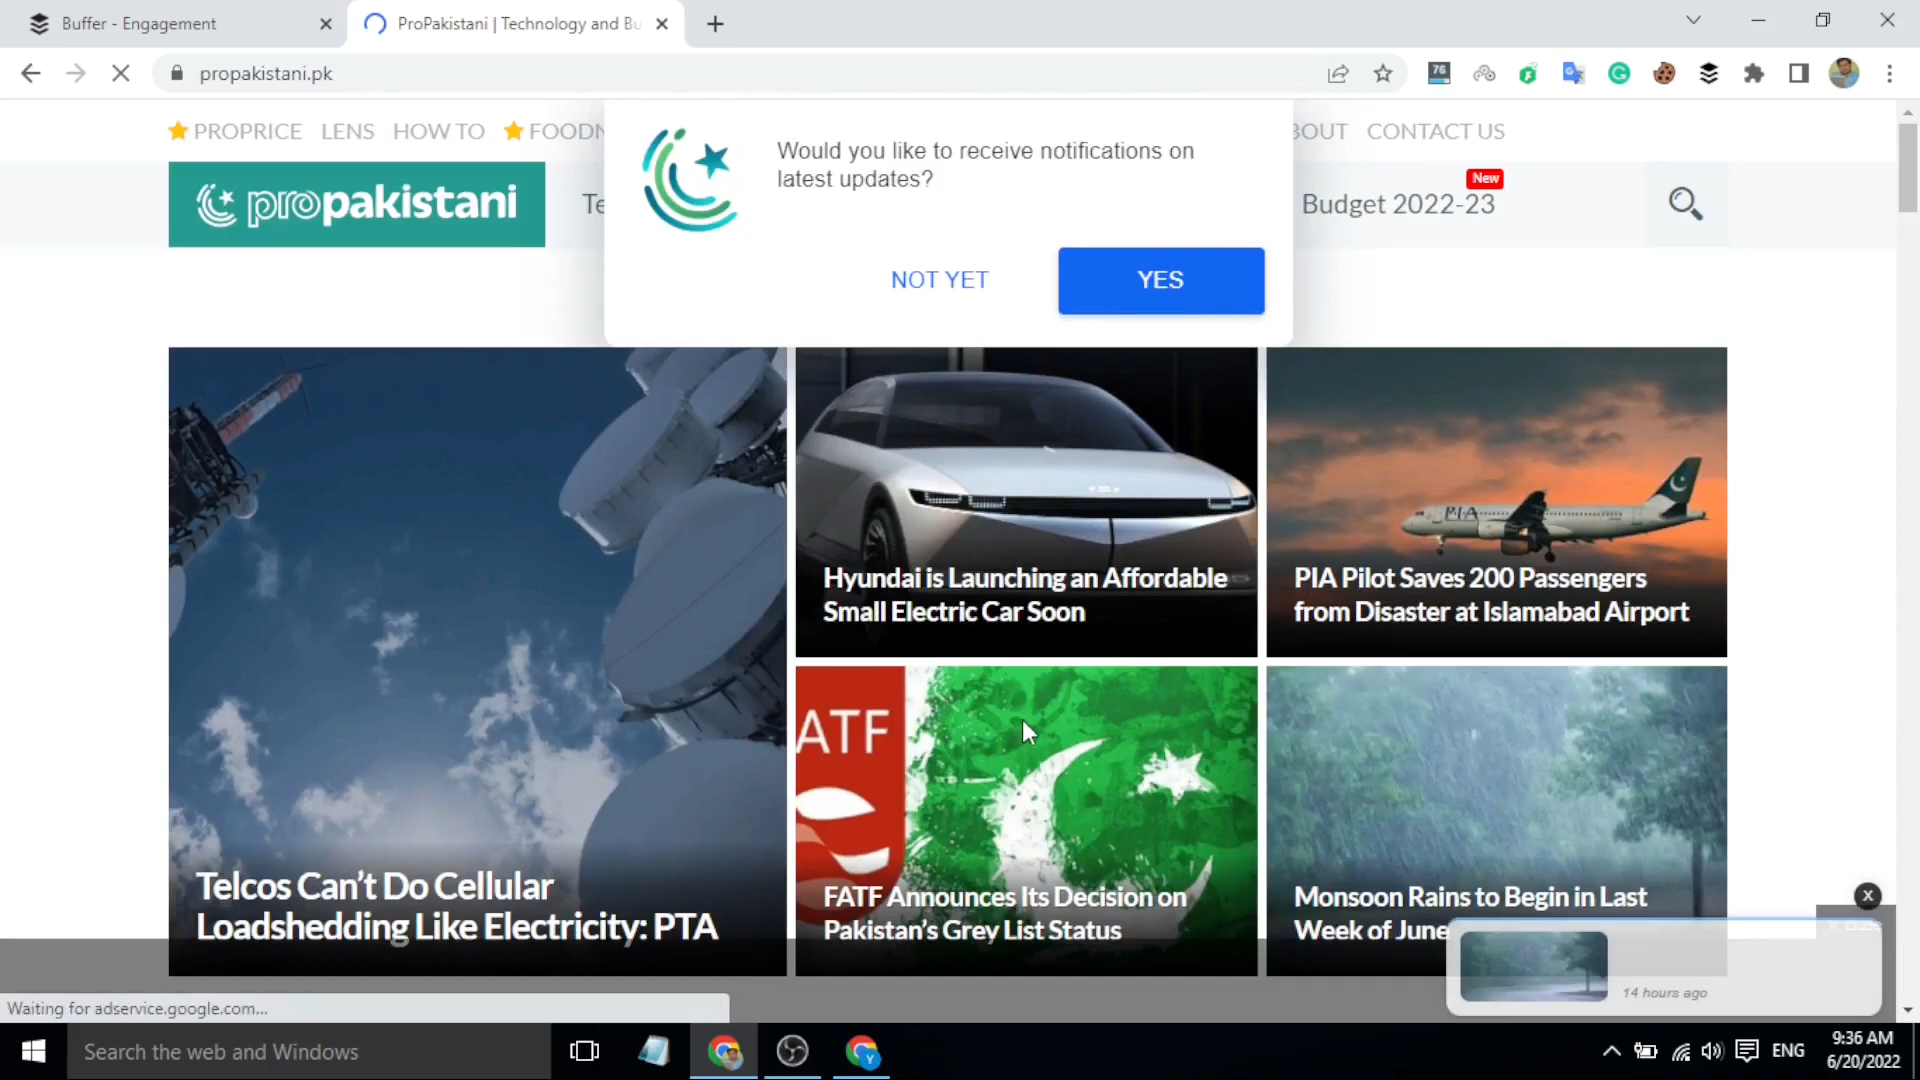 Buffer - Engagement
ProPakistani | Technology and Bu
propakistani.pk
76
PROPRICE LENS HOW TO FOODN
BOUT CONTACT US
Would you like to receive notifications on
latest updates?
NOT YET YES
propakistani
Te
Budget 2022-23
New
Hyundai is Launching an Affordable
Small Electric Car Soon
PIA
PIA Pilot Saves 200 Passengers
from Disaster at Islamabad Airport
Telcos Can't Do Cellular
Loadshedding Like Electricity: PTA
ATF
FATF Announces Its Decision on
Pakistan's Grey List Status
Monsoon Rains to Begin in Last
Week of June
X
14 hours ago
Waiting for adservice.google.com...
Search the web and Windows
ENG
9:36 AM
6/20/2022